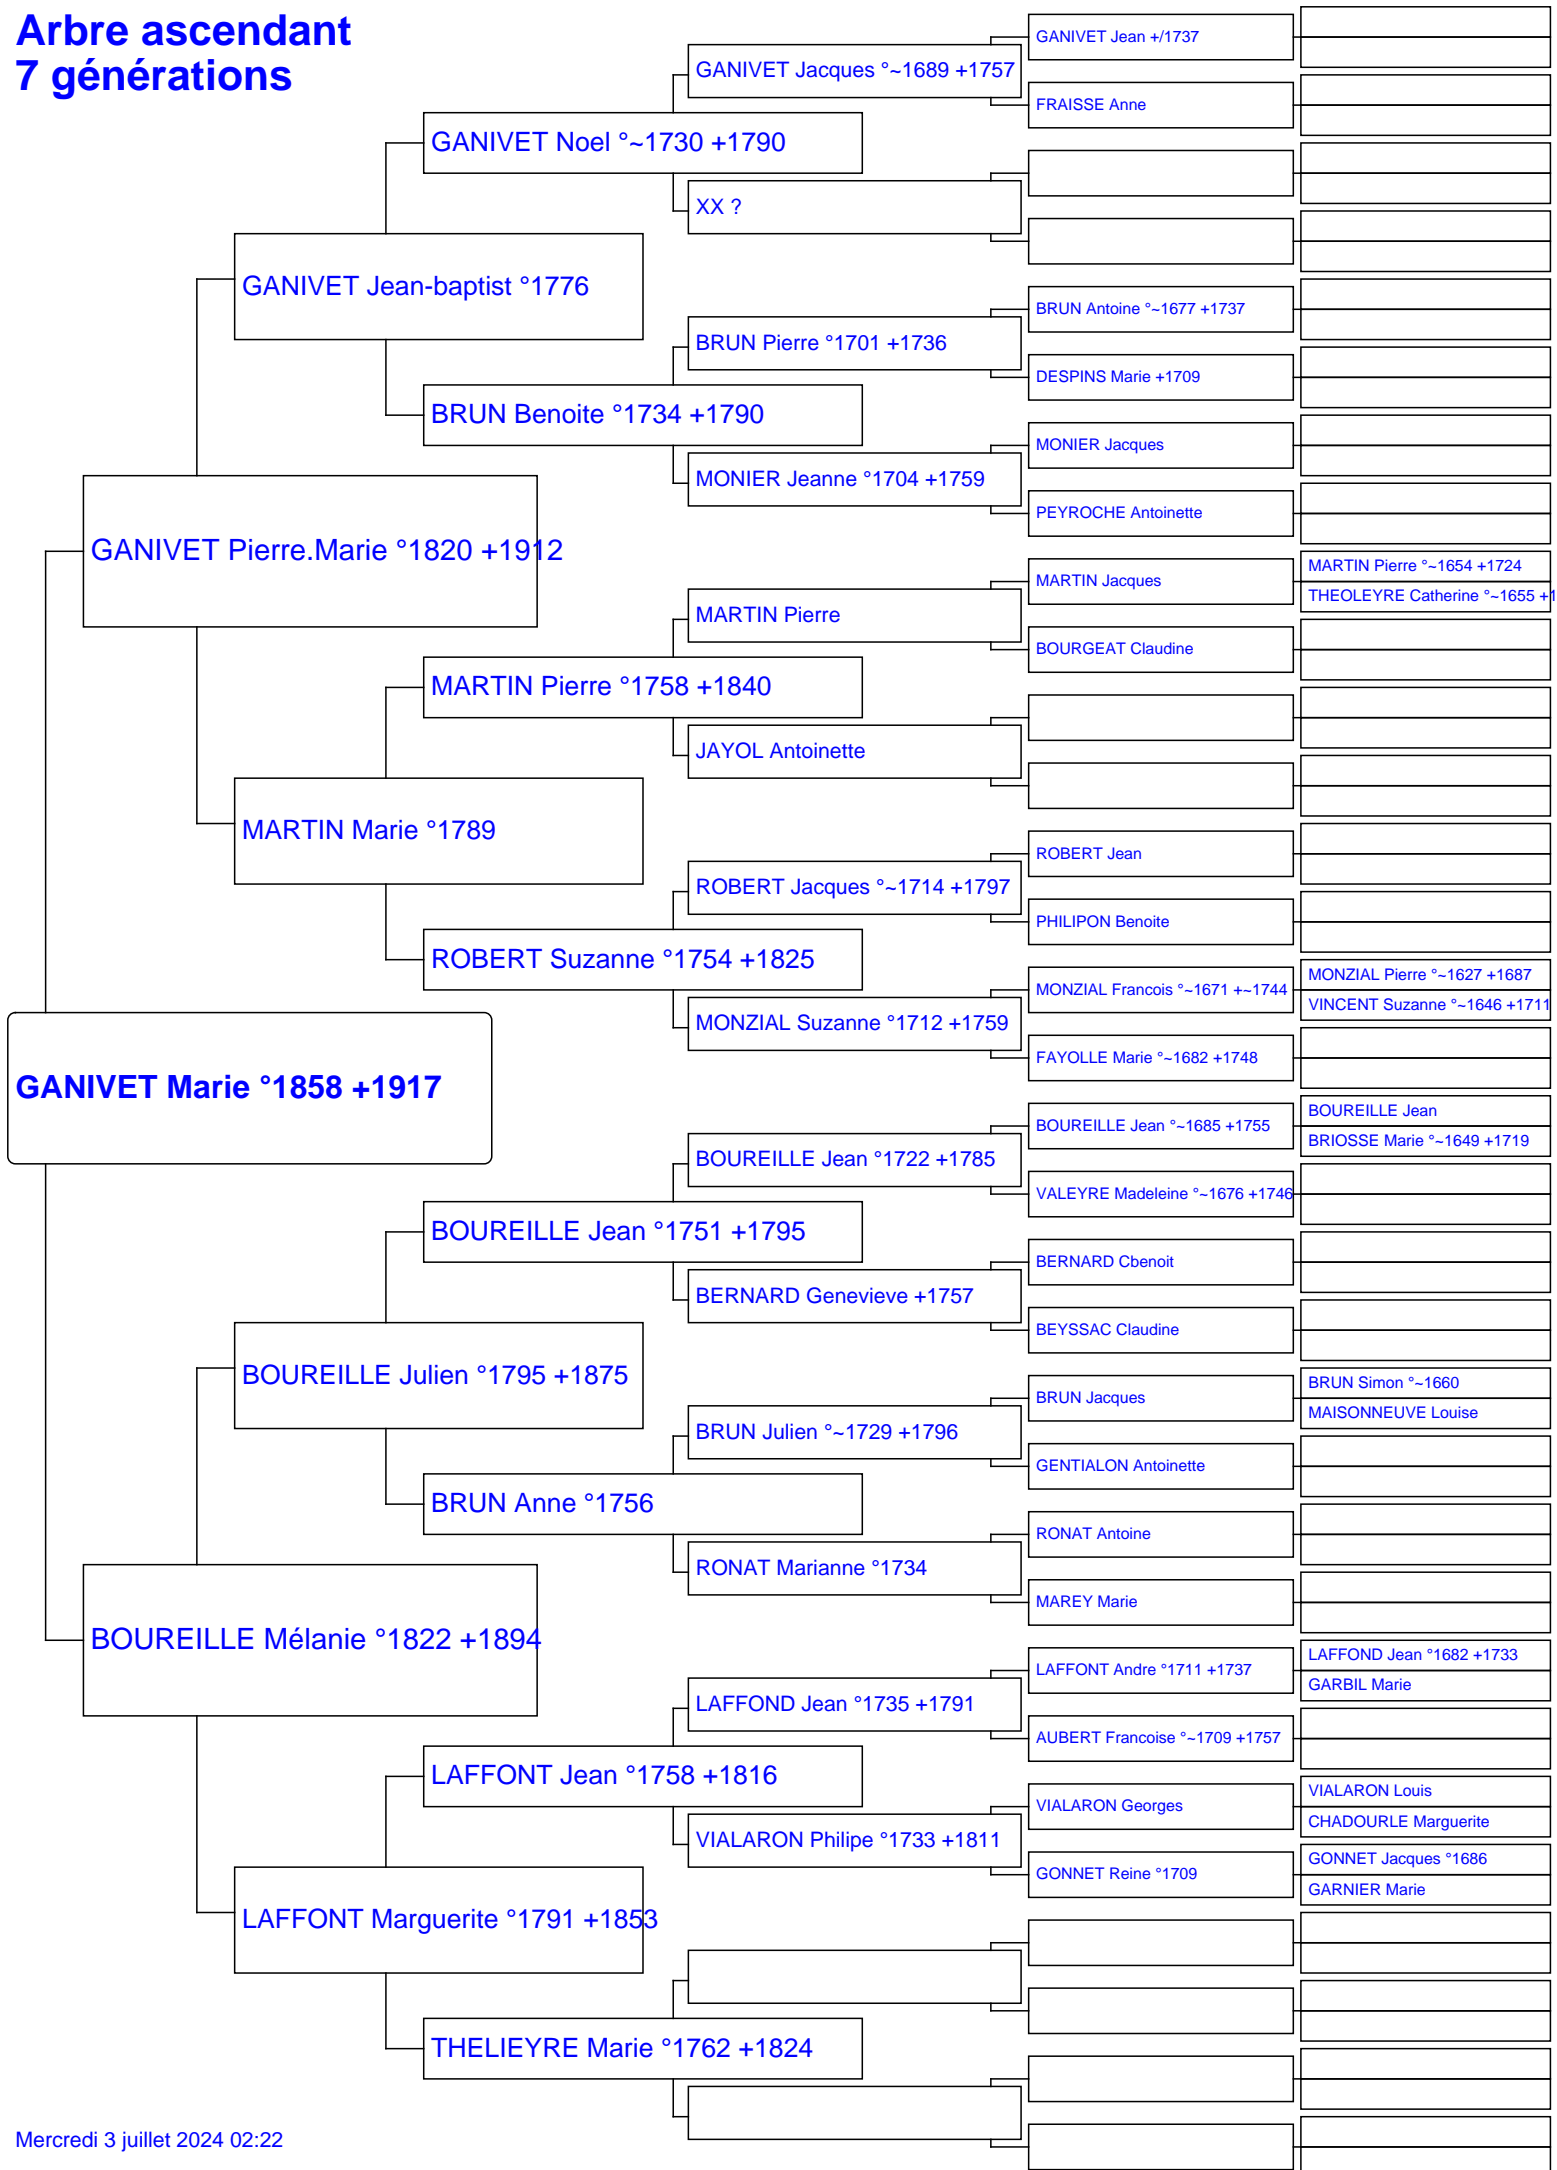 Arbre ascendant
7 générations
GANIVET Marie °1858 +1917
GANIVET Pierre.Marie °1820 +1912
BOUREILLE Mélanie °1822 +1894
GANIVET Jean-baptist °1776
MARTIN Marie °1789
BOUREILLE Julien °1795 +1875
LAFFONT Marguerite °1791 +1853
GANIVET Noel °~1730 +1790
BRUN Benoite °1734 +1790
MARTIN Pierre °1758 +1840
ROBERT Suzanne °1754 +1825
BOUREILLE Jean °1751 +1795
BRUN Anne °1756
LAFFONT Jean °1758 +1816
THELIEYRE Marie °1762 +1824
GANIVET Jacques °~1689 +1757
XX ?
BRUN Pierre °1701 +1736
MONIER Jeanne °1704 +1759
MARTIN Pierre
JAYOL Antoinette
ROBERT Jacques °~1714 +1797
MONZIAL Suzanne °1712 +1759
BOUREILLE Jean °1722 +1785
BERNARD Genevieve +1757
BRUN Julien °~1729 +1796
RONAT Marianne °1734
LAFFOND Jean °1735 +1791
VIALARON Philipe °1733 +1811
GANIVET Jean +/1737
FRAISSE Anne
BRUN Antoine °~1677 +1737
DESPINS Marie +1709
MONIER Jacques
PEYROCHE Antoinette
MARTIN Jacques
BOURGEAT Claudine
ROBERT Jean
PHILIPON Benoite
MONZIAL Francois °~1671 +~1744
FAYOLLE Marie °~1682 +1748
BOUREILLE Jean °~1685 +1755
VALEYRE Madeleine °~1676 +1746
BERNARD Cbenoit
BEYSSAC Claudine
BRUN Jacques
GENTIALON Antoinette
RONAT Antoine
MAREY Marie
LAFFONT Andre °1711 +1737
AUBERT Francoise °~1709 +1757
VIALARON Georges
GONNET Reine °1709
MARTIN Pierre °~1654 +1724
THEOLEYRE Catherine °~1655 +1
MONZIAL Pierre °~1627 +1687
VINCENT Suzanne °~1646 +1711
BOUREILLE Jean
BRIOSSE Marie °~1649 +1719
BRUN Simon °~1660
MAISONNEUVE Louise
LAFFOND Jean °1682 +1733
GARBIL Marie
VIALARON Louis
CHADOURLE Marguerite
GONNET Jacques °1686
GARNIER Marie
Mercredi 3 juillet 2024 02:22